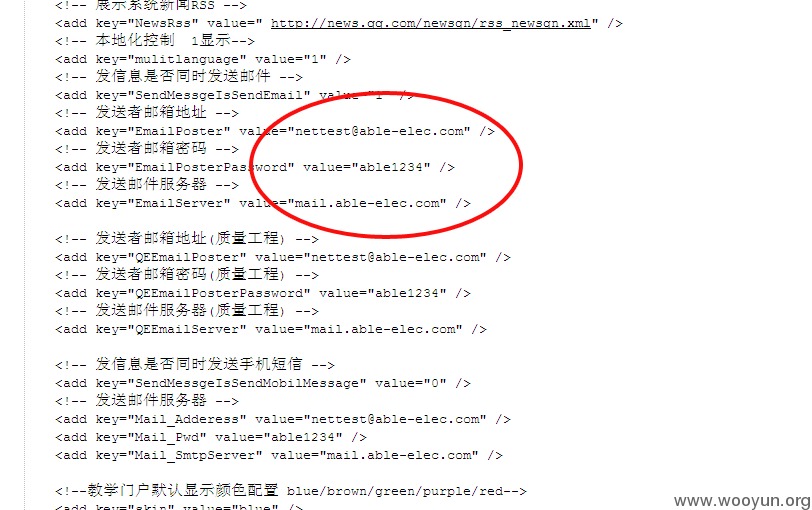 <!-- 展示系统新闻RSS -->
<add key="NewsRss" value=" http://news.qq.com/newsgn/rss_newsgn.xml" />
<!-- 本地化控制  1显示-->
<add key="mulitlanguage" value="1" />
<!-- 发信息是否同时发送邮件 -->
<add key="SendMessgeIsSendEmail" value="1" />
<!-- 发送者邮箱地址 -->
<add key="EmailPoster" value="nettest@able-elec.com" />
<!-- 发送者邮箱密码 -->
<add key="EmailPosterPassword" value="able1234" />
<!-- 发送邮件服务器 -->
<add key="EmailServer" value="mail.able-elec.com" />
<!-- 发送者邮箱地址(质量工程) -->
<add key="QEEmailPoster" value="nettest@able-elec.com" />
<!-- 发送者邮箱密码(质量工程) -->
<add key="QEEmailPosterPassword" value="able1234" />
<!-- 发送邮件服务器(质量工程) -->
<add key="QEEmailServer" value="mail.able-elec.com" />
<!-- 发信息是否同时发送手机短信 -->
<add key="SendMessgeIsSendMobilMessage" value="0" />
<!-- 发送邮件服务器 -->
<add key="Mail_Adderess" value="nettest@able-elec.com" />
<add key="Mail_Pwd" value="able1234" />
<add key="Mail_SmtpServer" value="mail.able-elec.com" />
<!--教学门户默认显示颜色配置 blue/brown/green/purple/red-->
<add key="skin" value="blue" />
www.wooyun.org